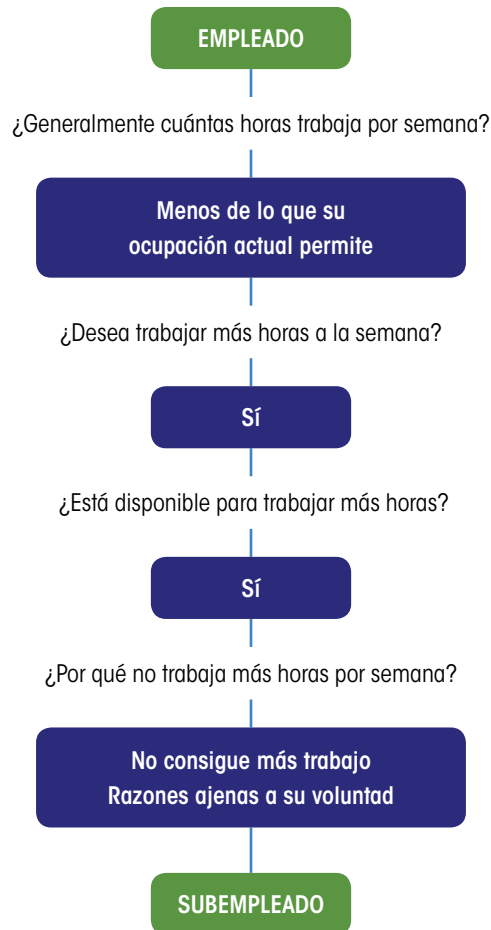 EMPLEADO
¿Generalmente cuántas horas trabaja por semana?
Menos de lo que su
ocupación actual permite
¿Desea trabajar más horas a la semana?
Sí
¿Está disponible para trabajar más horas?
Sí
¿Por qué no trabaja más horas por semana?
No consigue más trabajo
Razones ajenas a su voluntad
SUBEMPLEADO